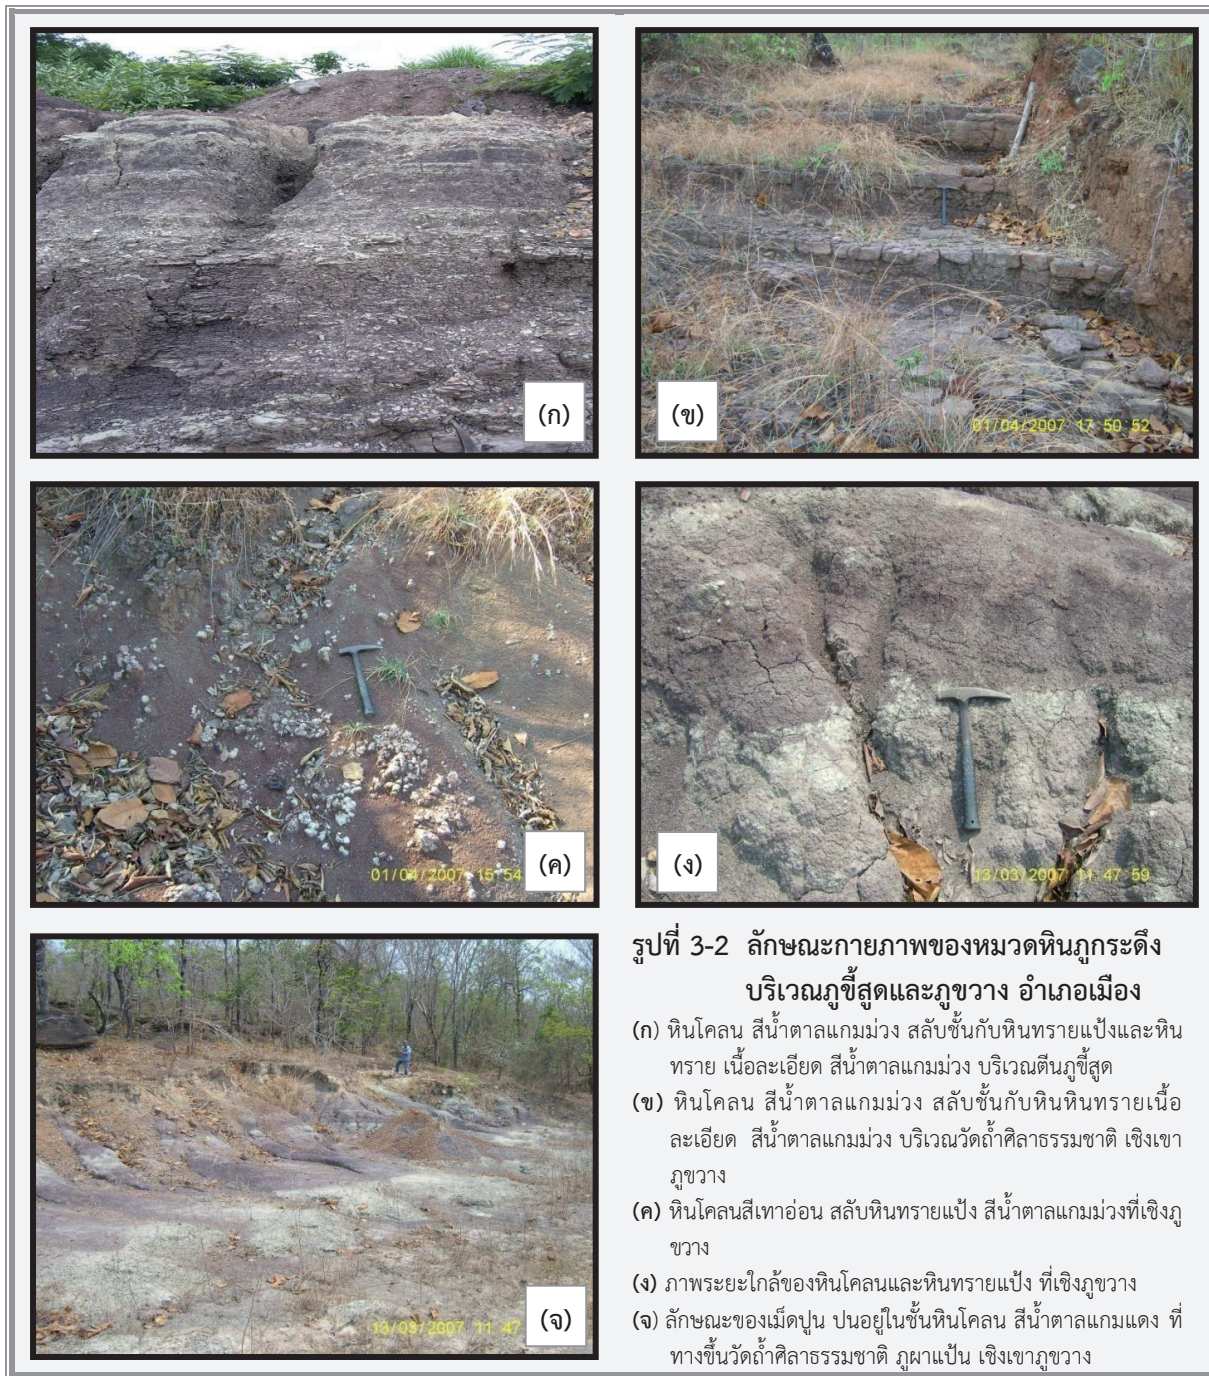 (ก)
(ข)
01/04/2007 17 50 52
(ค)
01/04/2007 15 54
(ง)
13/03/2007 11 47 59
(จ)
13/03/2007 11 47
รูปที่ 3-2 ลักษณะกายภาพของหมวดหินภูกระดึง
บริเวณภูขี้สูดและภูขวาง อำเภอเมือง
(ก) หินโคลน สีน้ำตาลแกมม่วง สลับชั้นกับหินทรายแป้งและหิน
ทราย เนื้อละเอียด สีน้ำตาลแกมม่วง บริเวณตีนภูขี้สูด
(ข) หินโคลน สีน้ำตาลแกมม่วง สลับชั้นกับหินหินทรายเนื้อ
ละเอียด สีน้ำตาลแกมม่วง บริเวณวัดถ้ำศิลาธรรมชาติ เชิงเขา
ภูขวาง
(ค) หินโคลนสีเทาอ่อน สลับหินทรายแป้ง สีน้ำตาลแกมม่วงที่เชิงภู
ขวาง
(ง) ภาพระยะใกล้ของหินโคลนและหินทรายแป้ง ที่เชิงภูขวาง
(จ) ลักษณะของเม็ดปูน ปนอยู่ในชั้นหินโคลน สีน้ำตาลแกมแดง ที่
ทางขึ้นวัดถ้ำศิลาธรรมชาติ ภูผาแป้น เชิงเขาภูขวาง